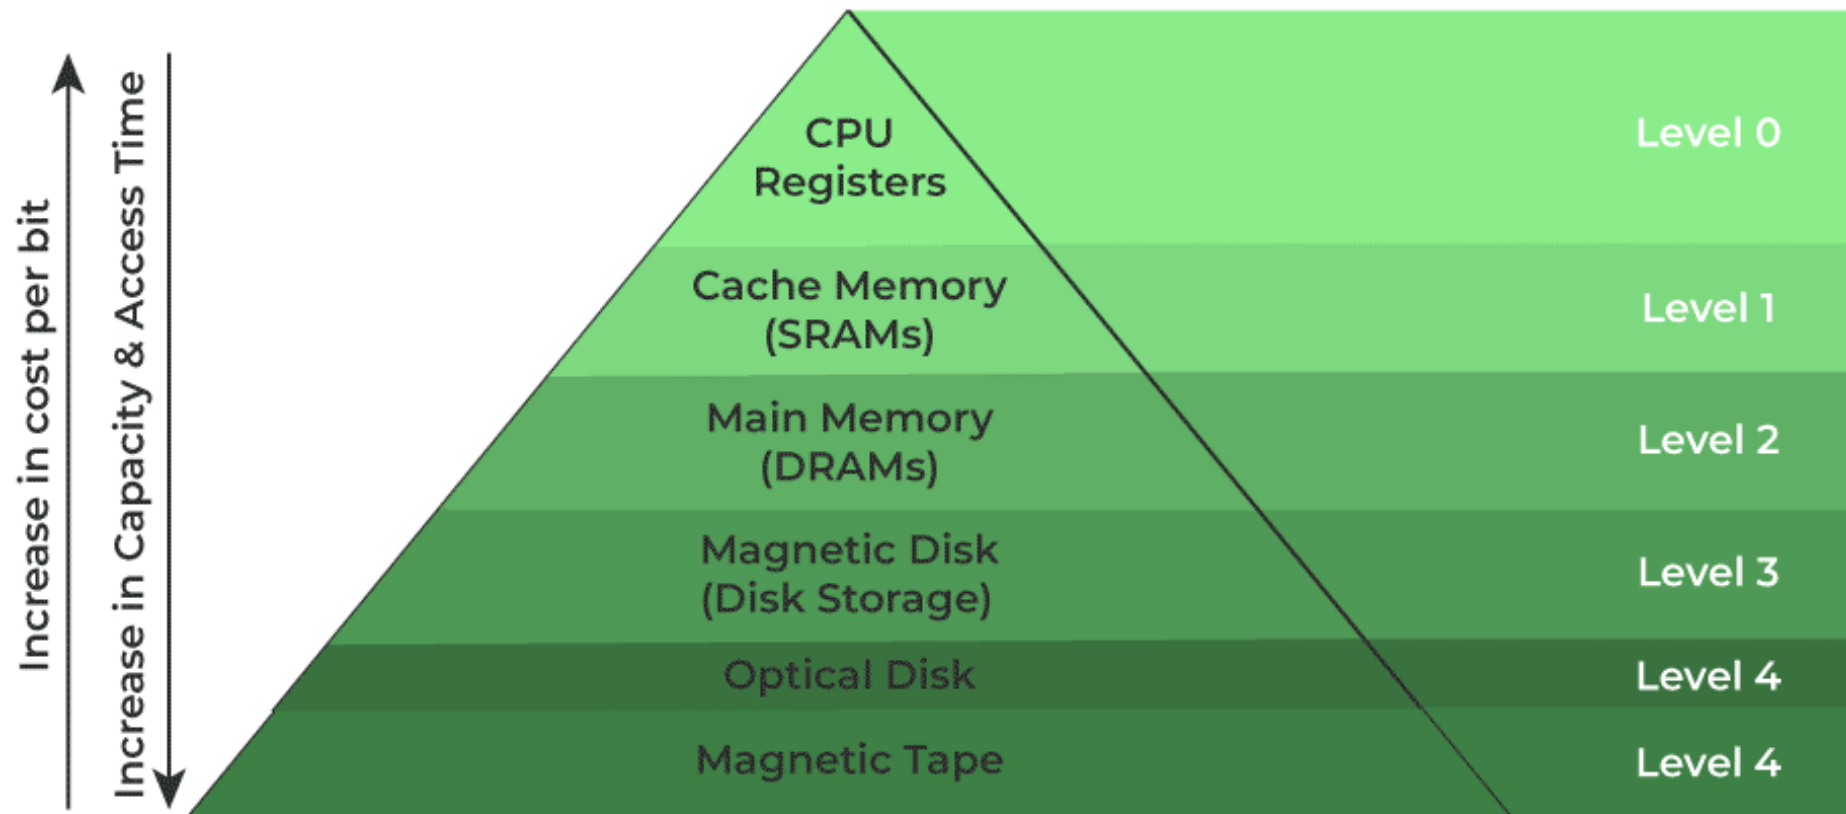 Increase in cost per bit
Increase in Capacity & Access Time
CPU
Registers
Level 0
Cache Memory
(SRAMs)
Level 1
Main Memory
(DRAMs)
Level 2
Magnetic Disk
(Disk Storage)
Level 3
Optical Disk
Level 4
Magnetic Tape
Level 4